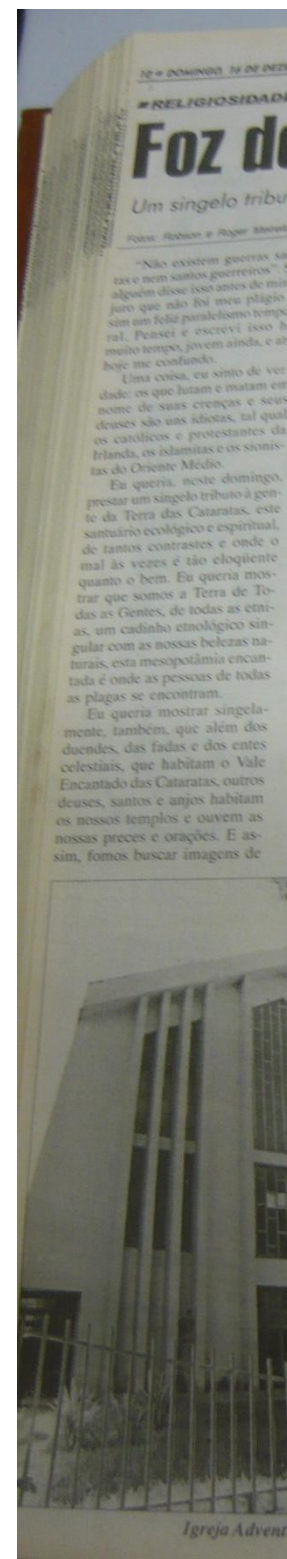 10 • DOMINGO, 16 DE DEZE
RELIGIOSIDADE
Foz do
Um singelo tribu
Fotos: Robson e Roger Meirele
"Não existem guerras sa
tas e nem santos guerreiros".
alguém disse isso antes de mim
juro que não foi meu plágio
sim um feliz paralelismo tempo
ral. Pensei e escrevi isso h
muito tempo, jovem ainda, e at
hoje me confundo.
Uma coisa, eu sinto de ver
dade: os que lutam e matam em
nome de suas crenças e seus
deuses são uns idiotas, tal qual
os católicos e protestantes da
Irlanda, os islamitas e os sionis-
tas do Oriente Médio.
Eu queria, neste domingo,
prestar um singelo tributo à gen-
te da Terra das Cataratas, este
santuário ecológico e espiritual,
de tantos contrastes e onde o
mal às vezes é tão eloqüente
quanto o bem. Eu queria mos-
trar que somos a Terra de To-
das as Gentes, de todas as etni-
as, um cadinho etnológico sin-
gular com as nossas belezas na-
turais, esta mesopotâmia encan-
tada é onde as pessoas de todas
as plagas se encontram.
Eu queria mostrar singela-
mente, também, que além dos
duendes, das fadas e dos entes
celestiais, que habitam o Vale
Encantado das Cataratas, outros
deuses, santos e anjos habitam
os nossos templos e ouvem as
nossas preces e orações. E as-
sim, fomos buscar imagens de
Igreja Advent